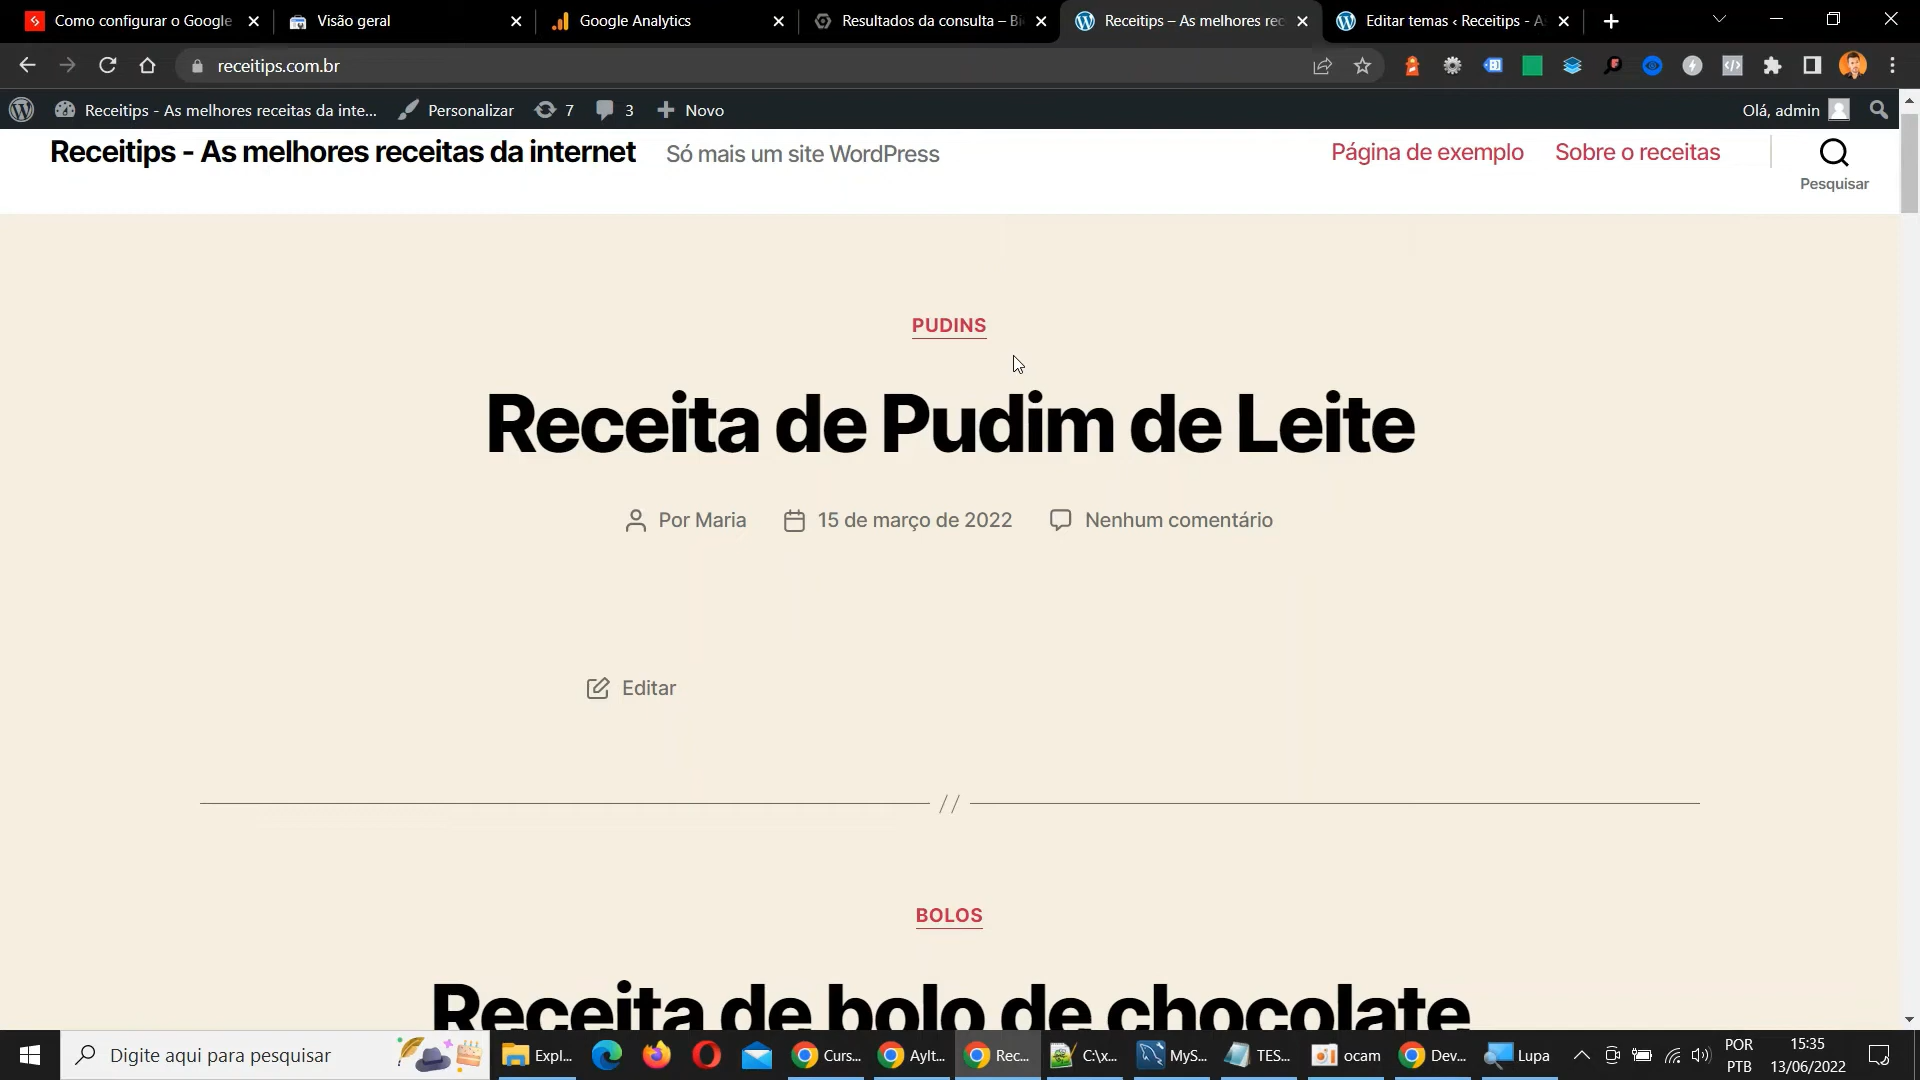 Como configurar o Google
Visão geral
Google Analytics
Resultados da consulta – Bi
Receitips – As melhores rec
Editar temas ‹ Receitips - A
receitips.com.br
Receitips - As melhores receitas da inte...
Personalizar
7
3
Novo
Olá, admin
Receitips - As melhores receitas da internet
Só mais um site WordPress
Página de exemplo
Sobre o receitas
Pesquisar
PUDINS
Receita de Pudim de Leite
Por Maria
15 de março de 2022
Nenhum comentário
Editar
//
BOLOS
Receita de bolo de chocolate
Digite aqui para pesquisar
Expl...
Curs...
Aylt...
Rec...
C:\x...
MyS...
TES...
ocam
Dev...
Lupa
POR
PTB
15:35
13/06/2022